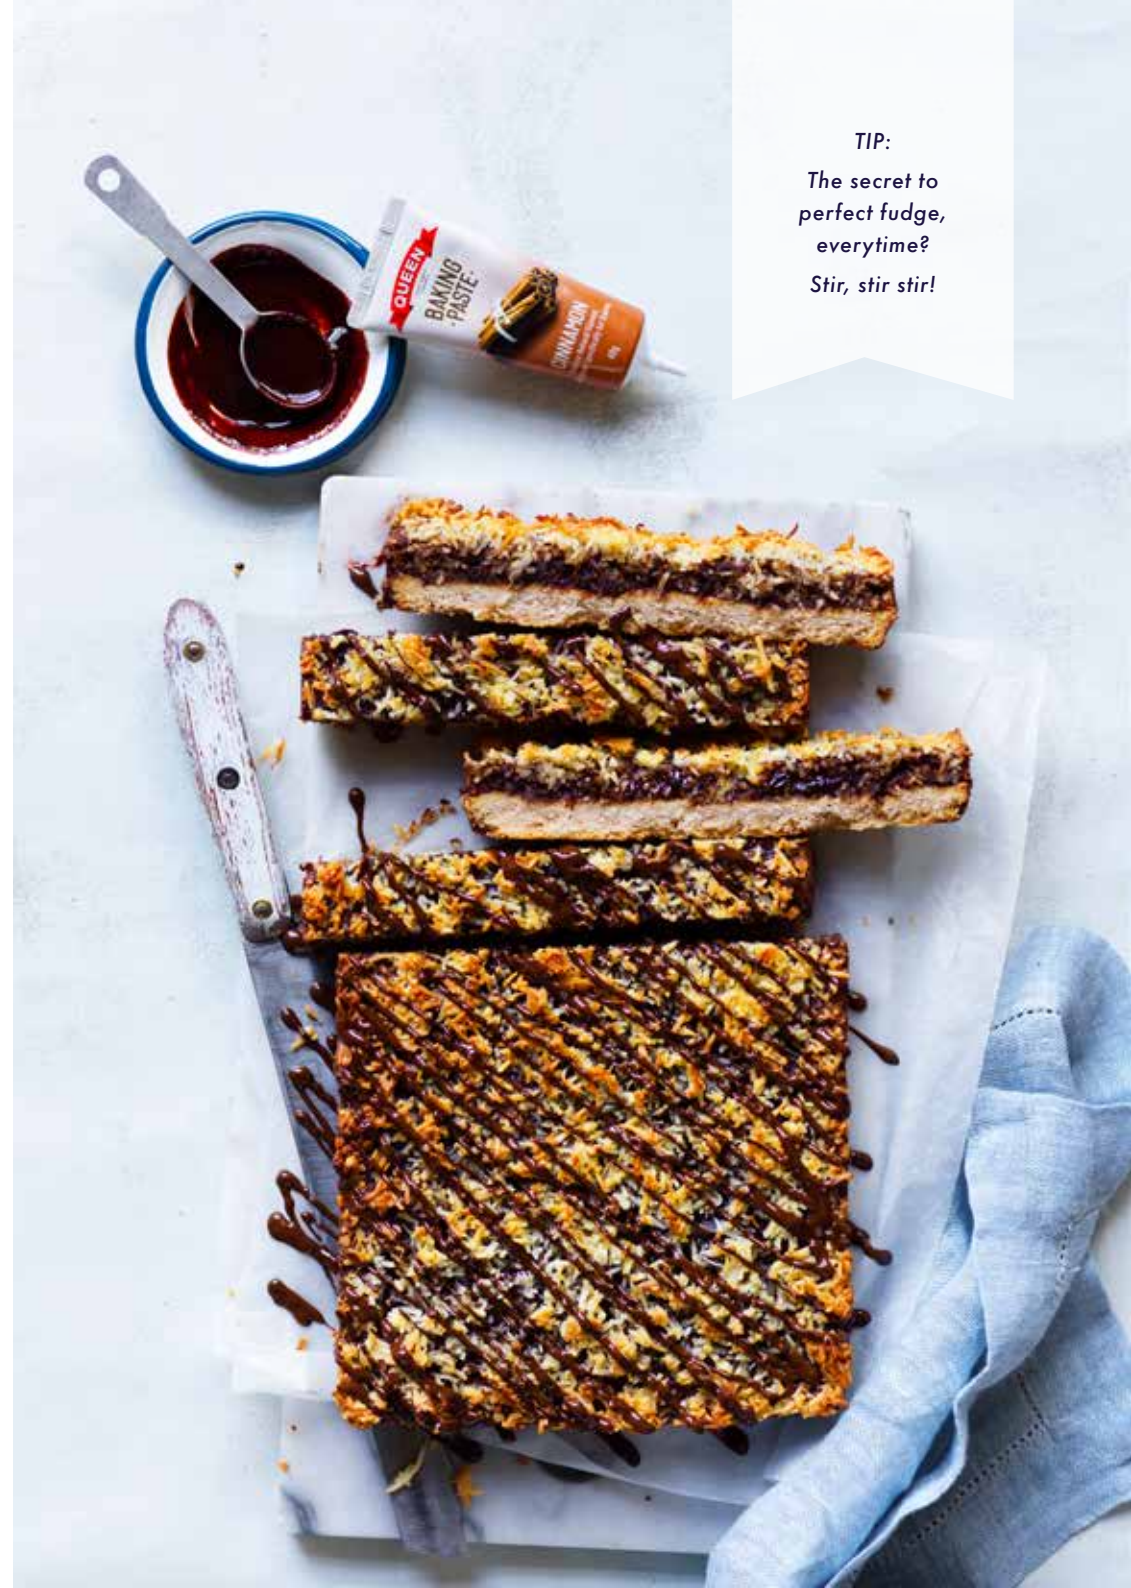 TIP:
The secret to
perfect fudge,
everytime?
Stir, stir stir!
QUEEN
BAKING
·PASTE·
CINNAMON